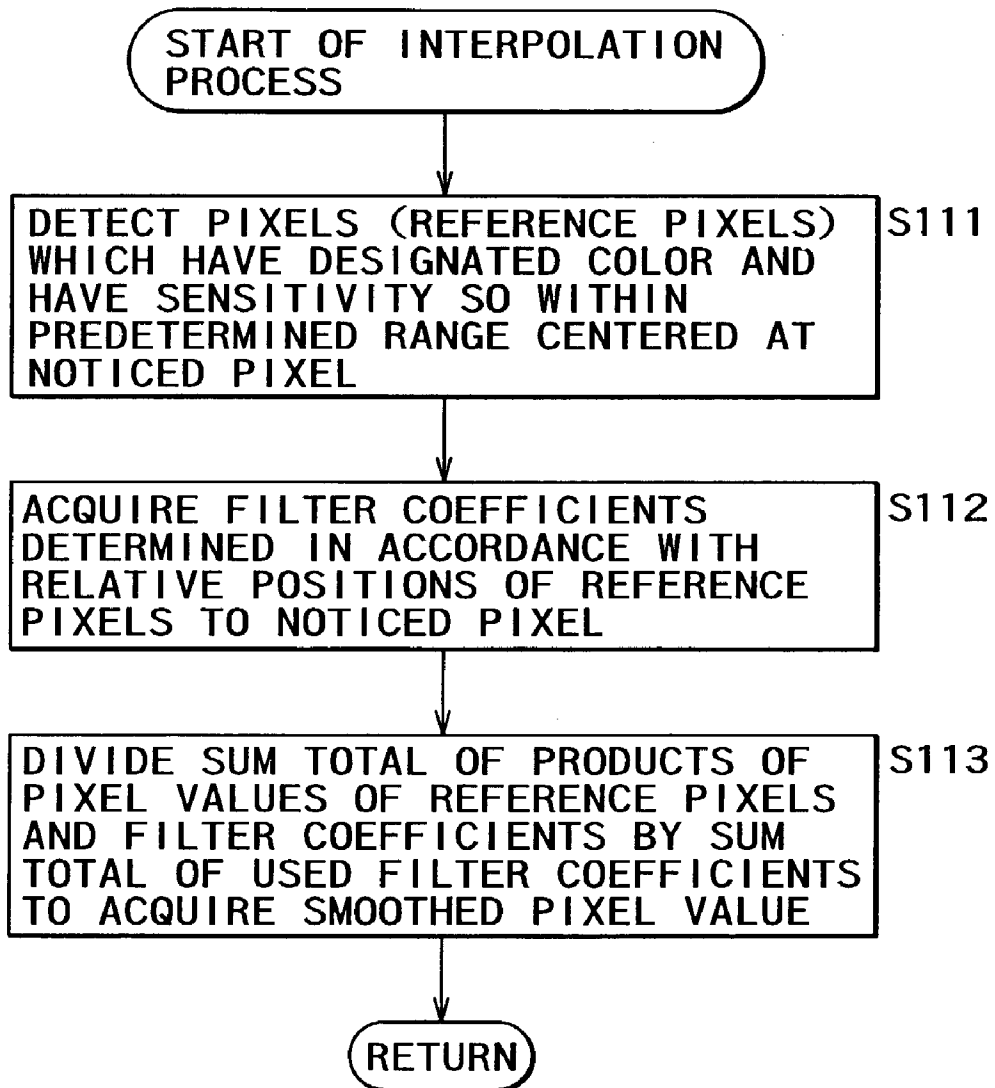 START OF INTERPOLATION
PROCESS
DETECT PIXELS (REFERENCE PIXELS)
WHICH HAVE DESIGNATED COLOR AND
HAVE SENSITIVITY SO WITHIN
PREDETERMINED RANGE CENTERED AT
NOTICED PIXEL
S111
ACQUIRE FILTER COEFFICIENTS
DETERMINED IN ACCORDANCE WITH
RELATIVE POSITIONS OF REFERENCE
PIXELS TO NOTICED PIXEL
S112
DIVIDE SUM TOTAL OF PRODUCTS OF
PIXEL VALUES OF REFERENCE PIXELS
AND FILTER COEFFICIENTS BY SUM
TOTAL OF USED FILTER COEFFICIENTS
TO ACQUIRE SMOOTHED PIXEL VALUE
S113
RETURN